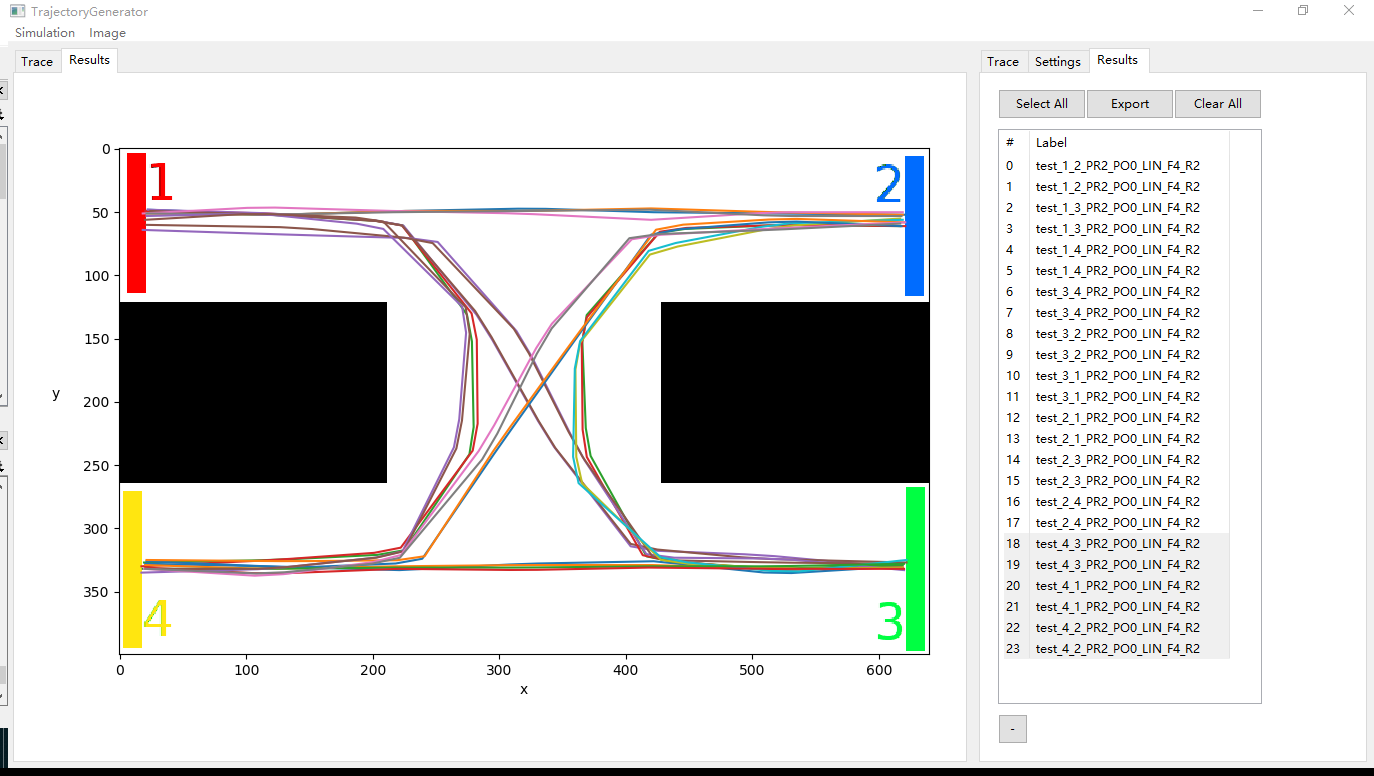 TrajectoryGenerator
Simulation Image
Trace Results
Trace Settings Results
Select All Export Clear All
# Label
0 test_1_2_PR2_PO0_LIN_F4_R2
1 test_1_2_PR2_PO0_LIN_F4_R2
2 test_1_3_PR2_PO0_LIN_F4_R2
3 test_1_3_PR2_PO0_LIN_F4_R2
4 test_1_4_PR2_PO0_LIN_F4_R2
5 test_1_4_PR2_PO0_LIN_F4_R2
6 test_3_4_PR2_PO0_LIN_F4_R2
7 test_3_4_PR2_PO0_LIN_F4_R2
8 test_3_2_PR2_PO0_LIN_F4_R2
9 test_3_2_PR2_PO0_LIN_F4_R2
10 test_3_1_PR2_PO0_LIN_F4_R2
11 test_3_1_PR2_PO0_LIN_F4_R2
12 test_2_1_PR2_PO0_LIN_F4_R2
13 test_2_1_PR2_PO0_LIN_F4_R2
14 test_2_3_PR2_PO0_LIN_F4_R2
15 test_2_3_PR2_PO0_LIN_F4_R2
16 test_2_4_PR2_PO0_LIN_F4_R2
17 test_2_4_PR2_PO0_LIN_F4_R2
18 test_4_3_PR2_PO0_LIN_F4_R2
19 test_4_3_PR2_PO0_LIN_F4_R2
20 test_4_1_PR2_PO0_LIN_F4_R2
21 test_4_1_PR2_PO0_LIN_F4_R2
22 test_4_2_PR2_PO0_LIN_F4_R2
23 test_4_2_PR2_PO0_LIN_F4_R2
-
0
50
100
150
200
250
300
350
y
1 2
4 3
0 100 200 300 400 500 600
x